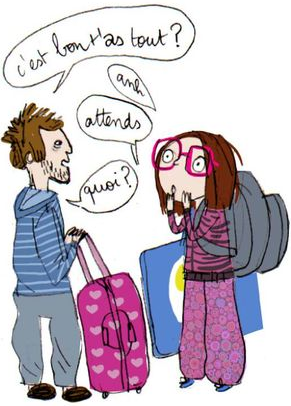 c'est bon t'as tout ?
anh
attends
quoi ?